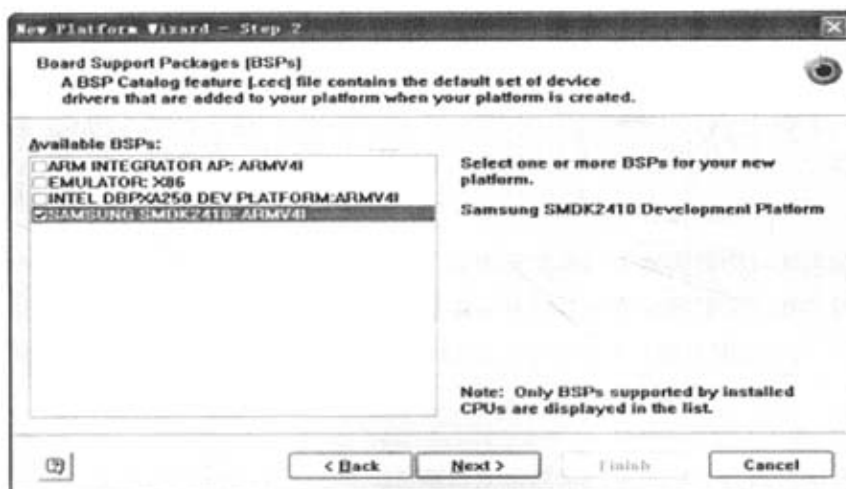 New Platform Wizard - Step 2
Board Support Packages (BSPs)
A BSP Catalog feature (.cec) file contains the default set of device
drivers that are added to your platform when your platform is created.
Available BSPs:
ARM INTEGRATOR AP: ARMV4I
EMULATOR: X86
INTEL DBPXA250 DEV PLATFORM:ARMV4I
SAMSUNG SMDK2410: ARMV4I
Select one or more BSPs for your new
platform.
Samsung SMDK2410 Development Platform
Note: Only BSPs supported by installed
CPUs are displayed in the list.
?
< Back
Next >
Finish
Cancel